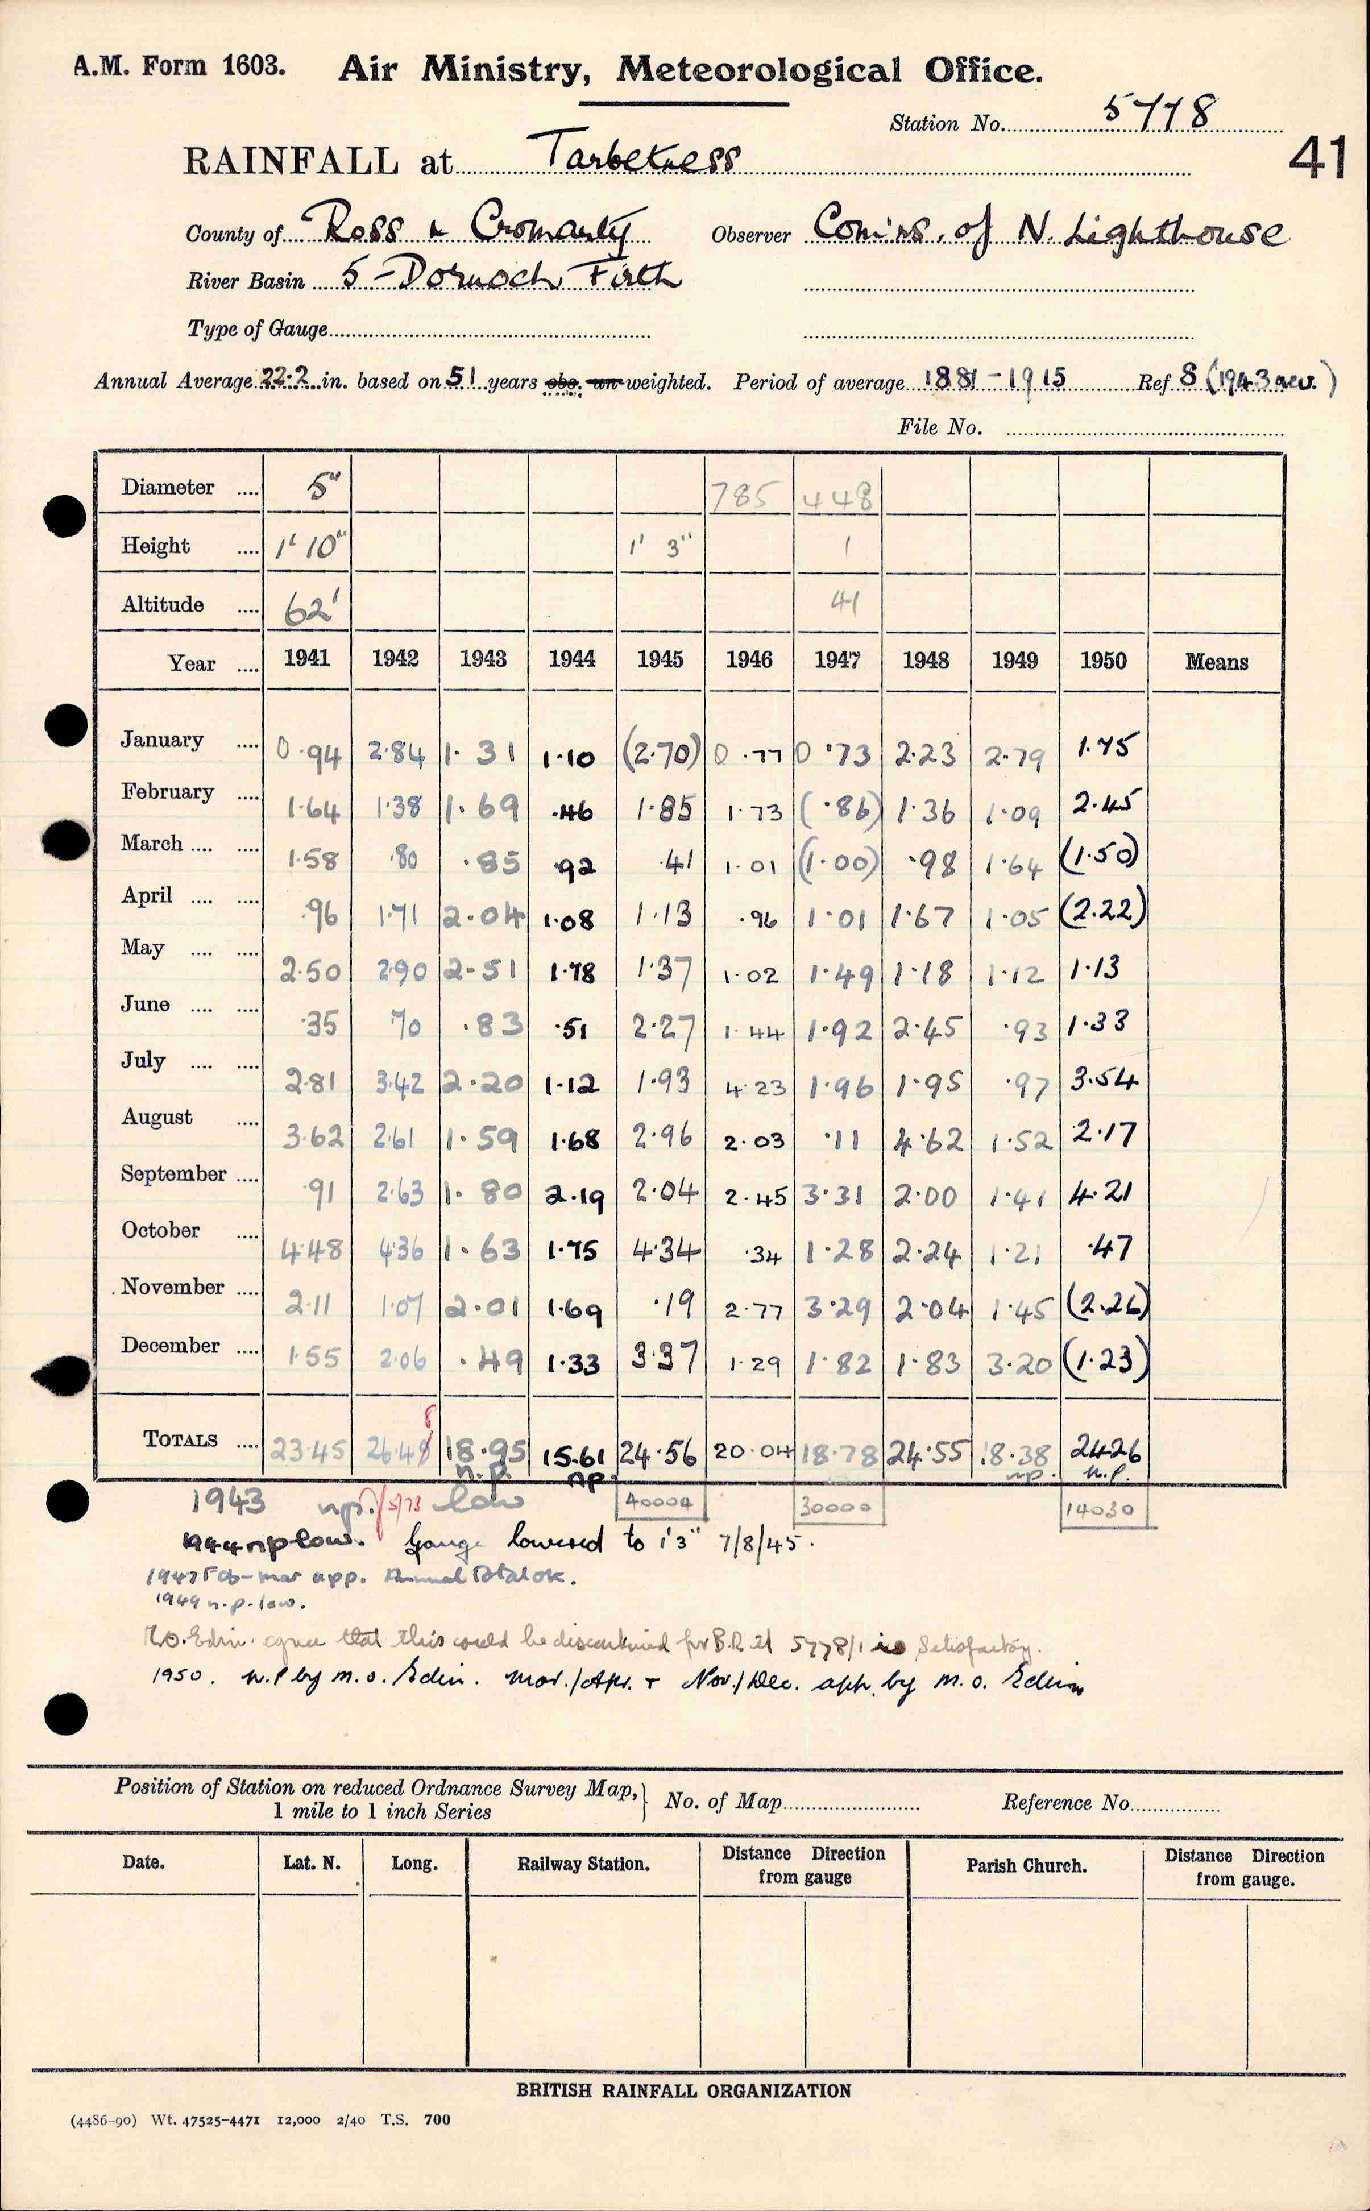 A.M. Form 1603. Air Ministry, Meteorological Office.
Station No. 5778
41
RAINFALL at Tarbetness
County of Ross & Cromarty Observer Comms. of N. Lighthouse
River Basin 5-Dornoch Firth
Type of Gauge
Annual Average 22.2 in. based on 51 years obs. un-weighted. Period of average 1881-1915 Ref 8 (1943 rev.)
File No.
Diameter .... 5" 785 448
Height .... 1' 10" 1' 3" 1
Altitude .... 62' 41
Year .... 1941 1942 1943 1944 1945 1946 1947 1948 1949 1950 Means
January .... 0.94 2.84 1.31 1.10 (2.70) 0.77 0.73 2.23 2.79 1.75
February .... 1.64 1.38 1.69 .46 1.85 1.73 (.86) 1.36 1.09 2.45
March .... .... 1.58 .80 .85 .92 .41 1.01 (1.00) .98 1.64 (1.50)
April .... .... .96 1.71 2.04 1.08 1.13 .96 1.01 1.67 1.05 (2.22)
May .... .... 2.50 2.90 2.51 1.78 1.37 1.02 1.49 1.18 1.12 1.13
June .... .... .35 .70 .83 .51 2.27 1.44 1.92 2.45 .93 1.33
July .... .... 2.81 3.42 2.20 1.12 1.93 4.23 1.96 1.95 .97 3.54
August .... 3.62 2.61 1.59 1.68 2.96 2.03 .11 4.62 1.52 2.17
September .... .91 2.63 1.80 2.19 2.04 2.45 3.31 2.00 1.41 4.21
October .... 4.48 4.36 1.63 1.75 4.34 .34 1.28 2.24 1.21 .47
November .... 2.11 1.07 2.01 1.69 .19 2.77 3.29 2.04 1.45 (2.26)
December .... 1.55 2.06 .49 1.33 3.37 1.29 1.82 1.83 3.20 (1.23)
8
TOTALS .... 23.45 26.48 18.95 15.61 24.56 20.04 18.78 24.55 18.38 24.26
n.p. np. np. n.p.
1943 np. 5/73 low 40004 30000 14030
1944 np low. Gauge lowered to 1'3" 7/8/45.
1947 Feb-mar app. Annual total ok.
1949 n.p. low.
M.O. Edin. agree that this could be discontinued for B.R. if 5778/1 is Satisfactory.
1950. n.p by M.O. Edin. Mar./Apr. + Nov./Dec. app. by M.O. Edin
Position of Station on reduced Ordnance Survey Map, 1 mile to 1 inch Series } No. of Map Reference No.
Date. Lat. N. Long. Railway Station. Distance Direction from gauge Parish Church. Distance Direction from gauge.
BRITISH RAINFALL ORGANIZATION
(4486-90) Wt. 47525-4471 12,000 2/40 T.S. 700